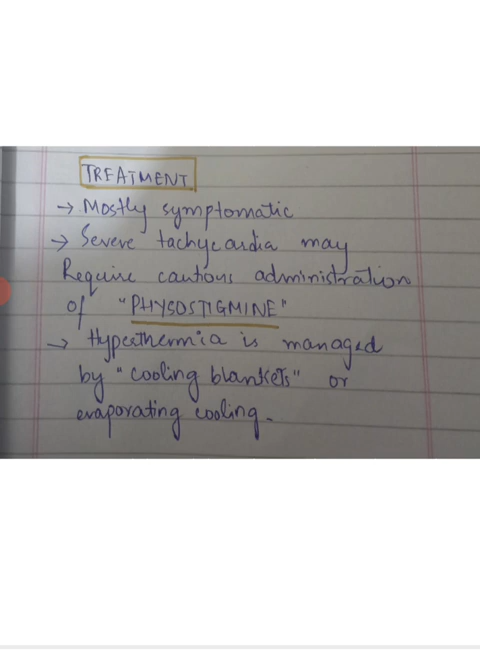 TREATMENT
→ Mostly symptomatic
→ Severe tachycardia may
Require cautious administration
of "PHYSOSTIGMINE"
→ Hyperthermia is managed
by "cooling blankets" or
evaporating cooling.